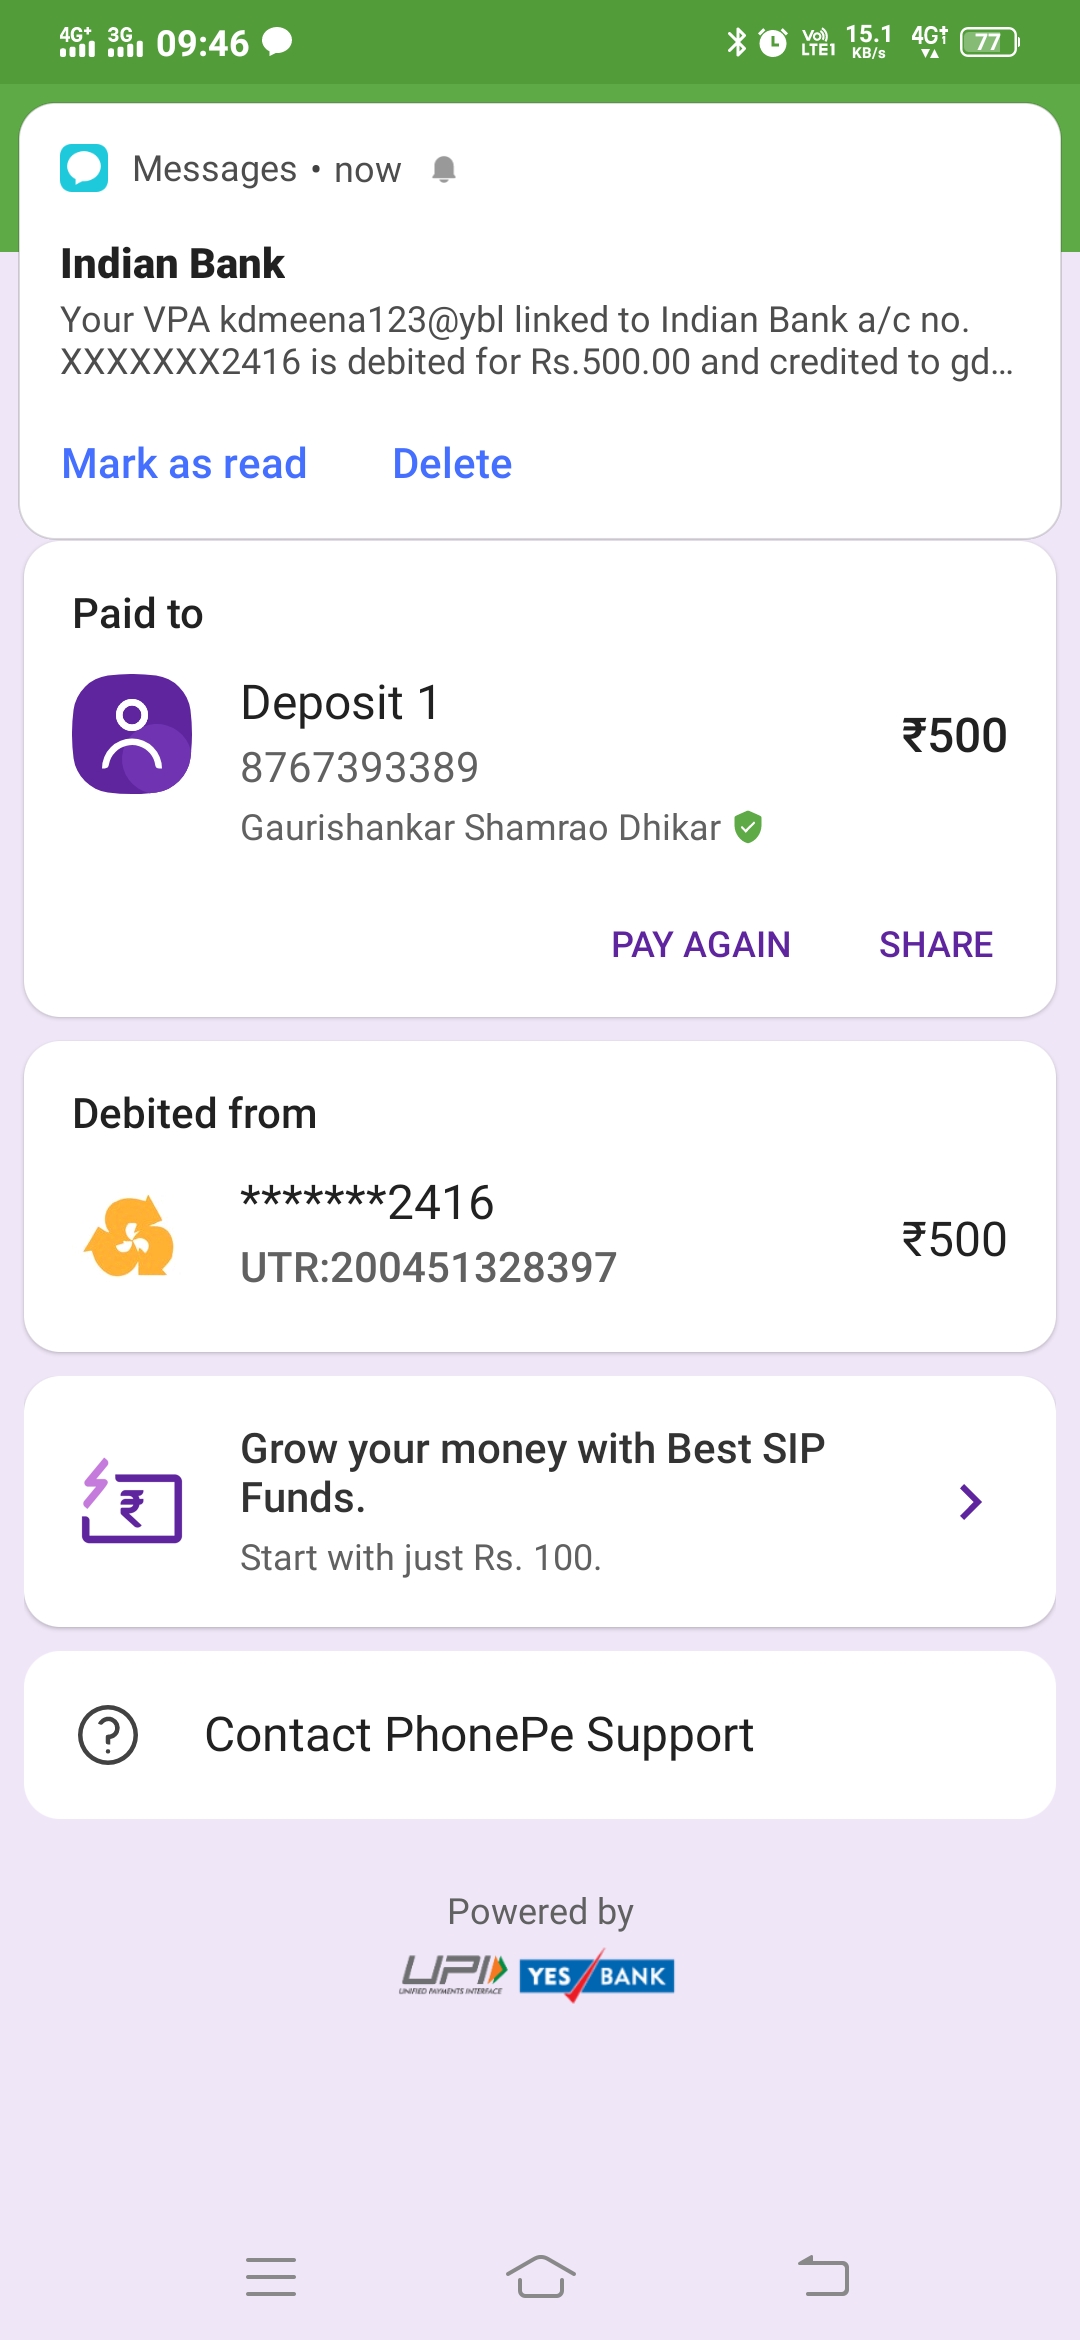 4G+ 3G 09:46 Vo)) LTE1 15.1 KB/s 4G+ 77
Messages • now
Indian Bank
Your VPA kdmeena123@ybl linked to Indian Bank a/c no.
XXXXXXX2416 is debited for Rs.500.00 and credited to gd...
Mark as read Delete
Paid to
Deposit 1
₹500
8767393389
Gaurishankar Shamrao Dhikar
PAY AGAIN SHARE
Debited from
*******2416
₹500
UTR:200451328397
Grow your money with Best SIP
Funds.
Start with just Rs. 100.
Contact PhonePe Support
Powered by
UPI YES BANK
UNIFIED PAYMENTS INTERFACE